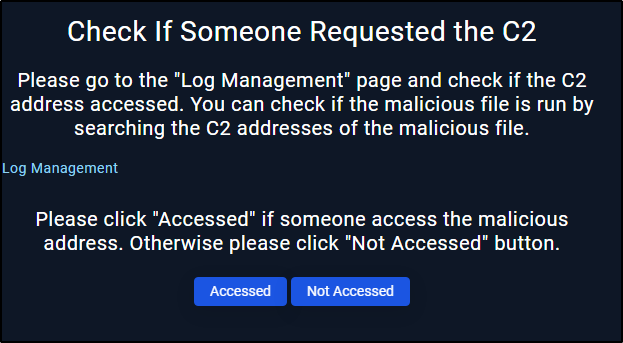 Check If Someone Requested the C2
Please go to the "Log Management" page and check if the C2
address accessed. You can check if the malicious file is run by
searching the C2 addresses of the malicious file.
Log Management
Please click "Accessed" if someone access the malicious
address. Otherwise please click "Not Accessed" button.
Accessed Not Accessed